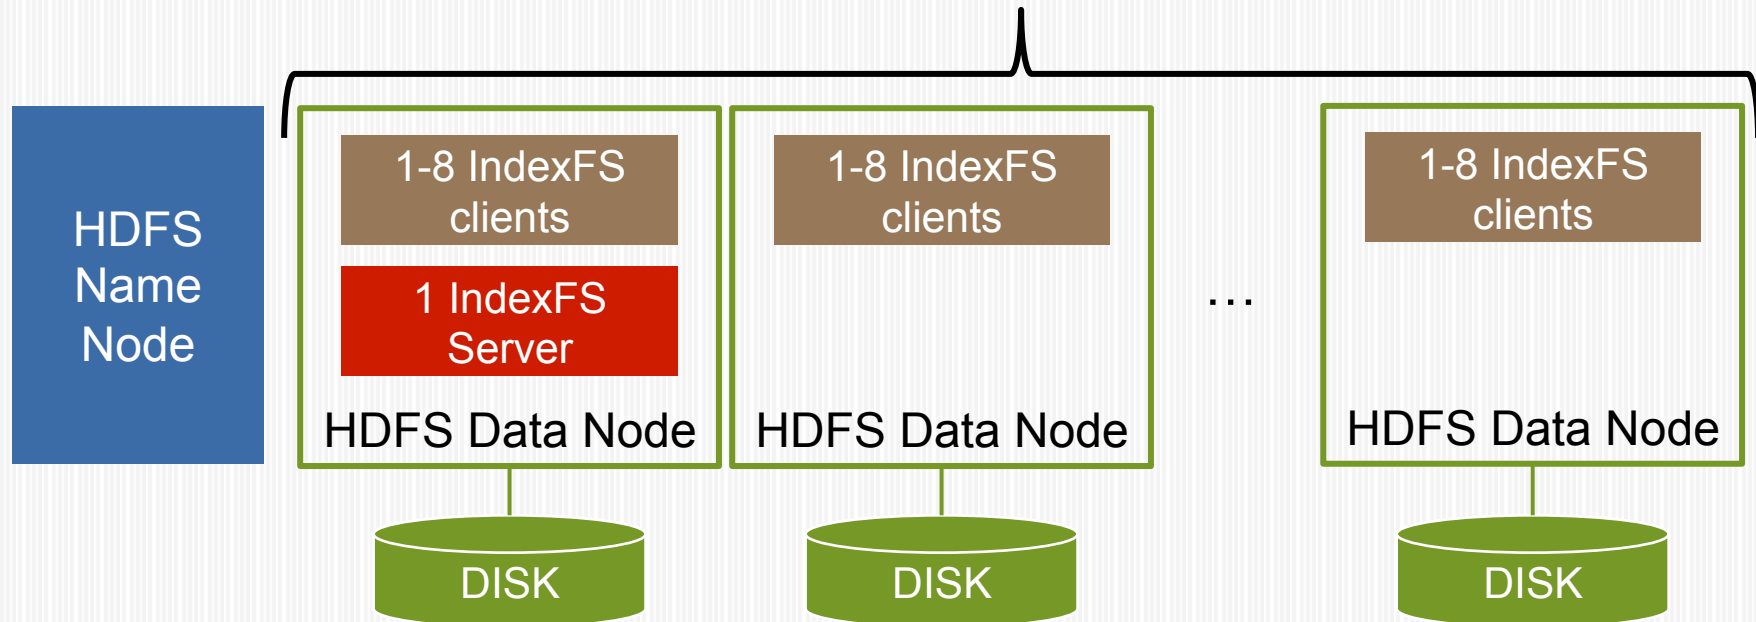 HDFS
Name
Node
1-8 IndexFS
clients
1 IndexFS
Server
HDFS Data Node
DISK
1-8 IndexFS
clients
HDFS Data Node
DISK
…
1-8 IndexFS
clients
HDFS Data Node
DISK